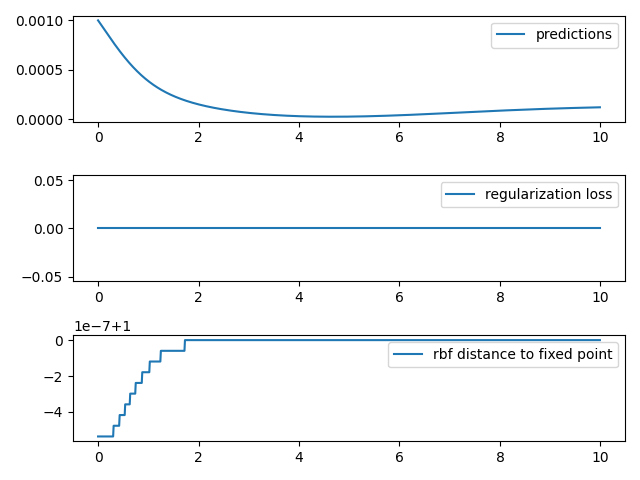 0.0010
0.0005
0.0000
predictions
0 2 4 6 8 10
0.05
0.00
−0.05
regularization loss
0 2 4 6 8 10
1e−7+1
0
−2
−4
rbf distance to fixed point
0 2 4 6 8 10